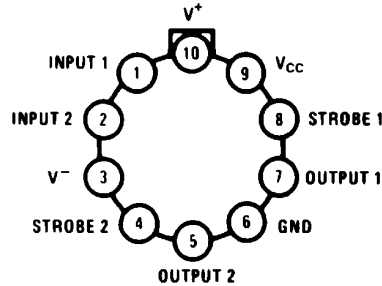 V+
10
INPUT 1
1
9
VCC
INPUT 2
2
8
STROBE 1
V−
3
7
OUTPUT 1
STROBE 2
4
5
6
GND
OUTPUT 2